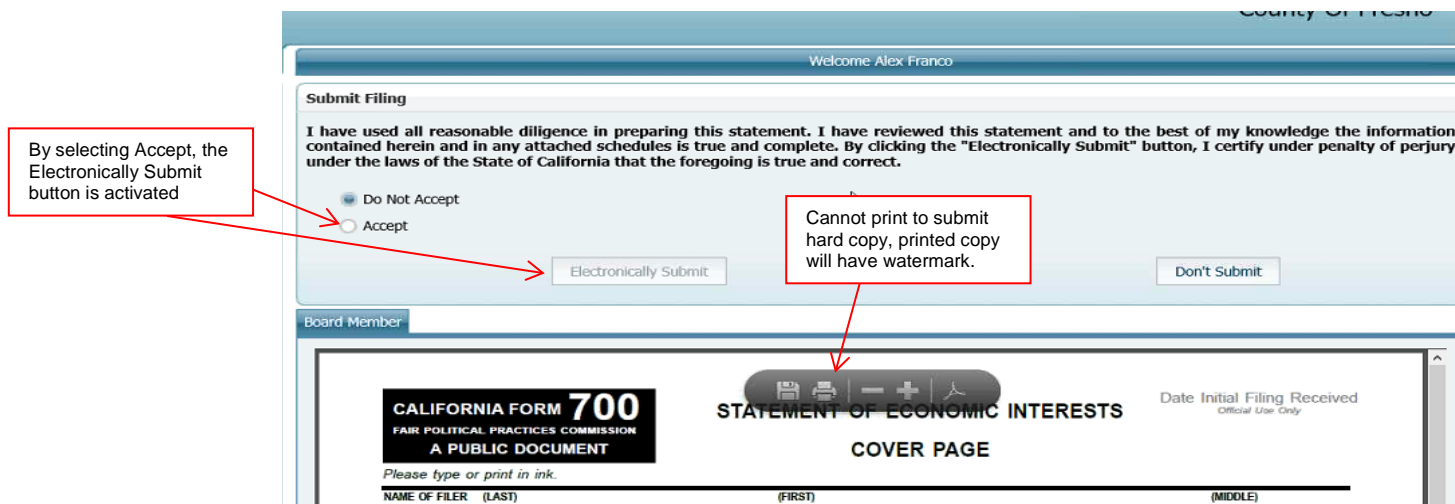 County Of Fresno
Welcome Alex Franco
Submit Filing
I have used all reasonable diligence in preparing this statement. I have reviewed this statement and to the best of my knowledge the information
contained herein and in any attached schedules is true and complete. By clicking the "Electronically Submit" button, I certify under penalty of perjury
under the laws of the State of California that the foregoing is true and correct.
By selecting Accept, the
Electronically Submit
button is activated
Do Not Accept
Accept
Cannot print to submit
hard copy, printed copy
will have watermark.
Electronically Submit
Don't Submit
Board Member
CALIFORNIA FORM 700
FAIR POLITICAL PRACTICES COMMISSION
A PUBLIC DOCUMENT
STATEMENT OF ECONOMIC INTERESTS
COVER PAGE
Date Initial Filing Received
Official Use Only
Please type or print in ink.
NAME OF FILER (LAST) (FIRST) (MIDDLE)